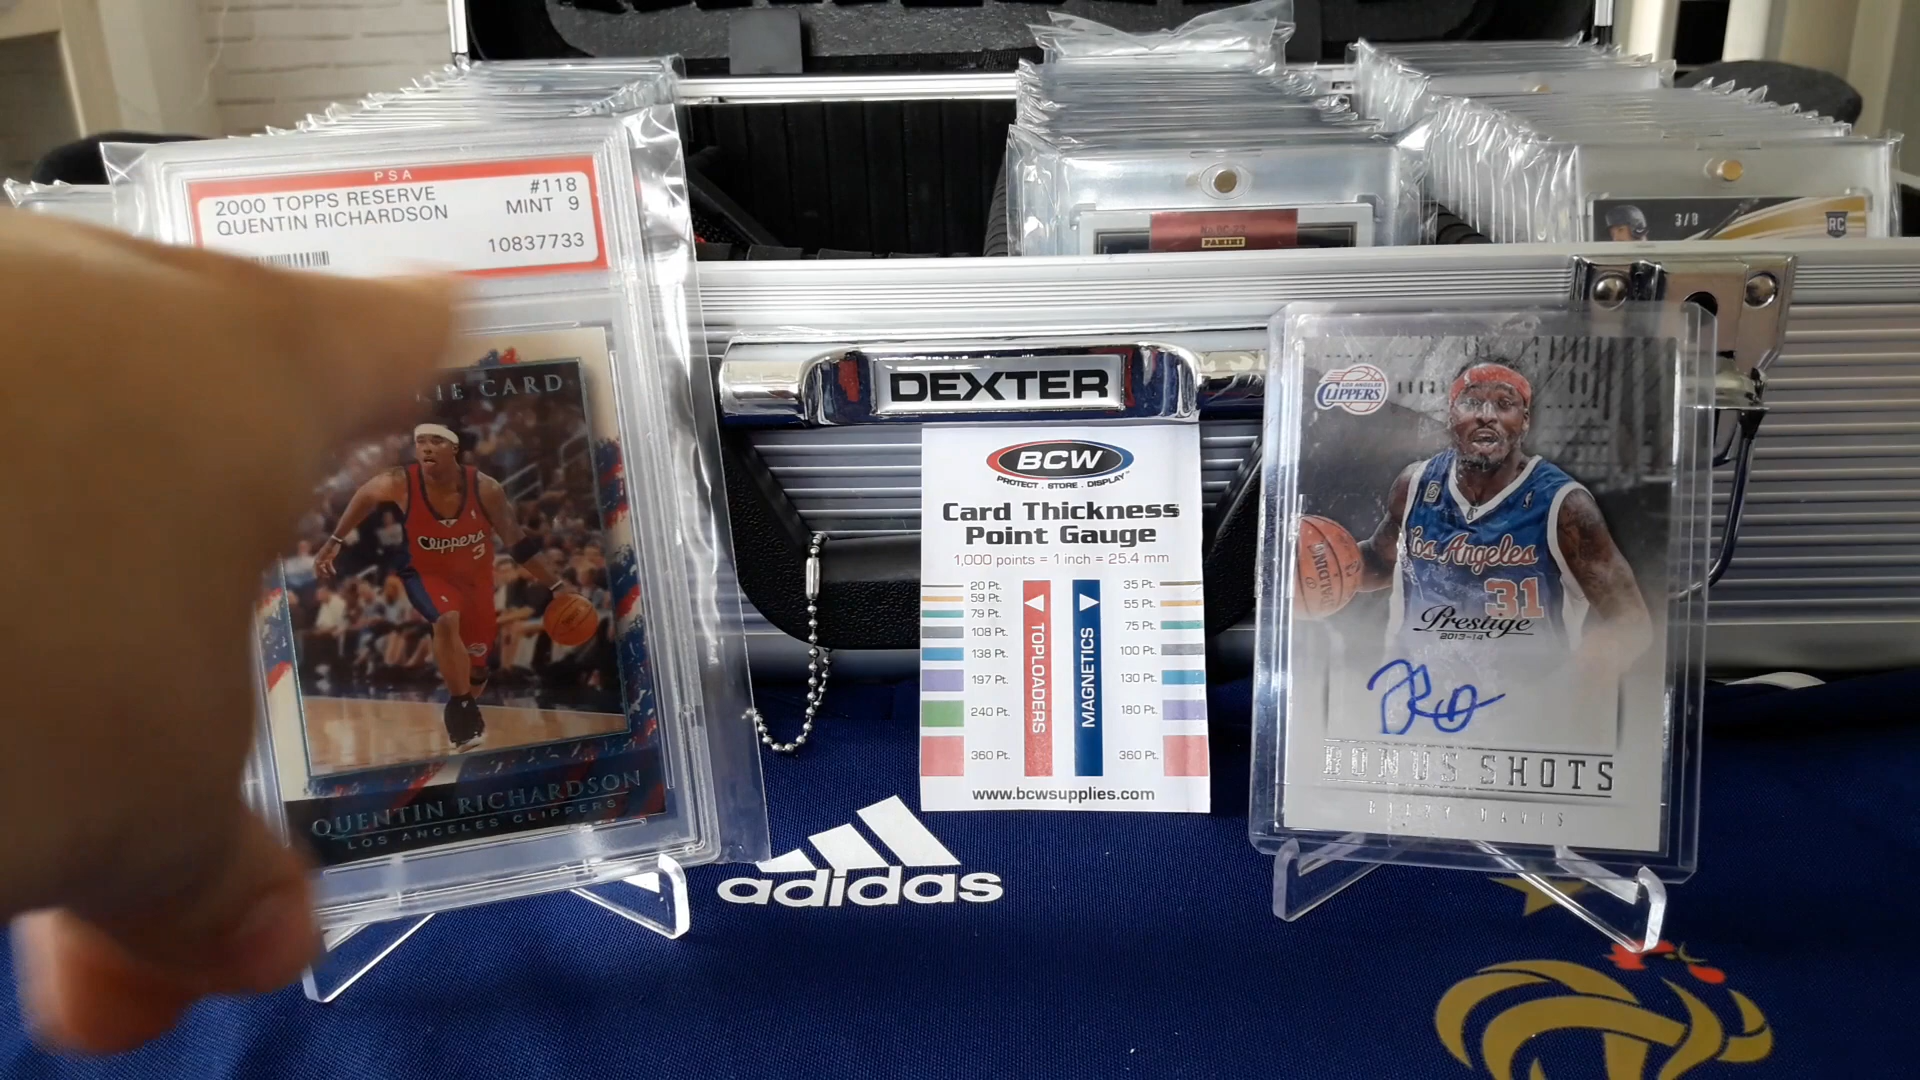 PSA
2000 TOPPS RESERVE #118
QUENTIN RICHARDSON MINT 9
10837733
CARD
Clippers
3
QUENTIN RICHARDSON
LOS ANGELES CLIPPERS
PANINI
3/8
RC
DEXTER
BCW
PROTECT . STORE . DISPLAY™
Card Thickness
Point Gauge
1,000 points = 1 inch = 25.4 mm
20 Pt.
59 Pt.
79 Pt.
108 Pt.
138 Pt.
197 Pt.
240 Pt.
360 Pt.
TOPLOADERS
MAGNETICS
35 Pt.
55 Pt.
75 Pt.
100 Pt.
130 Pt.
180 Pt.
360 Pt.
www.bcwsupplies.com
adidas
LOS ANGELES
CLIPPERS
SPALDING
Los Angeles
31
Prestige
2013-14
BONUS SHOTS